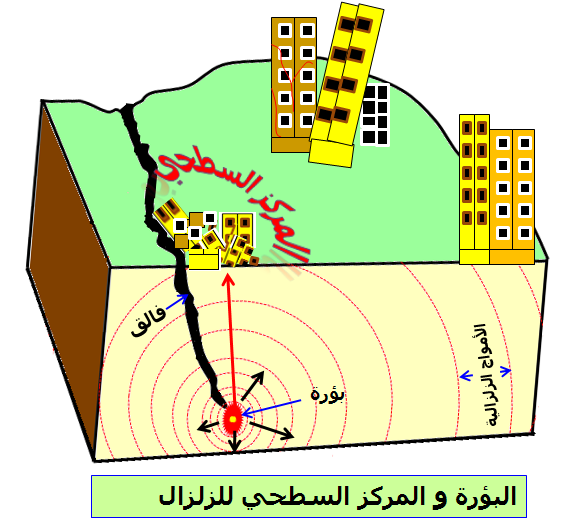 المركز السطحي
فالق
بؤرة
الأمواج الزلزالية
البؤرة و المركز السطحي للزلزال